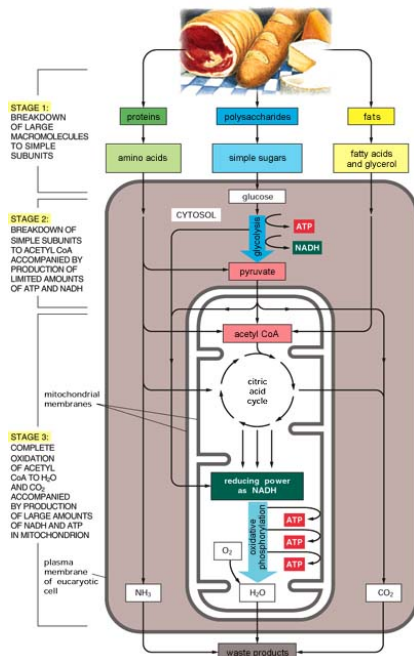 STAGE 1:
BREAKDOWN
OF LARGE
MACROMOLECULES
TO SIMPLE
SUBUNITS
proteins
polysaccharides
fats
amino acids
simple sugars
fatty acids
and glycerol
STAGE 2:
BREAKDOWN OF
SIMPLE SUBUNITS
TO ACETYL CoA
ACCOMPANIED BY
PRODUCTION OF
LIMITED AMOUNTS
OF ATP AND NADH
glucose
CYTOSOL
glycolysis
ATP
NADH
pyruvate
acetyl CoA
mitochondrial
membranes
citric
acid
cycle
STAGE 3:
COMPLETE
OXIDATION
OF ACETYL
CoA TO H2O
AND CO2
ACCOMPANIED
BY PRODUCTION
OF LARGE AMOUNTS
OF NADH AND ATP
IN MITOCHONDRION
reducing power
as NADH
oxidative
phosphorylation
ATP
ATP
ATP
O2
plasma
membrane
of eucaryotic
cell
NH3
H2O
CO2
waste products